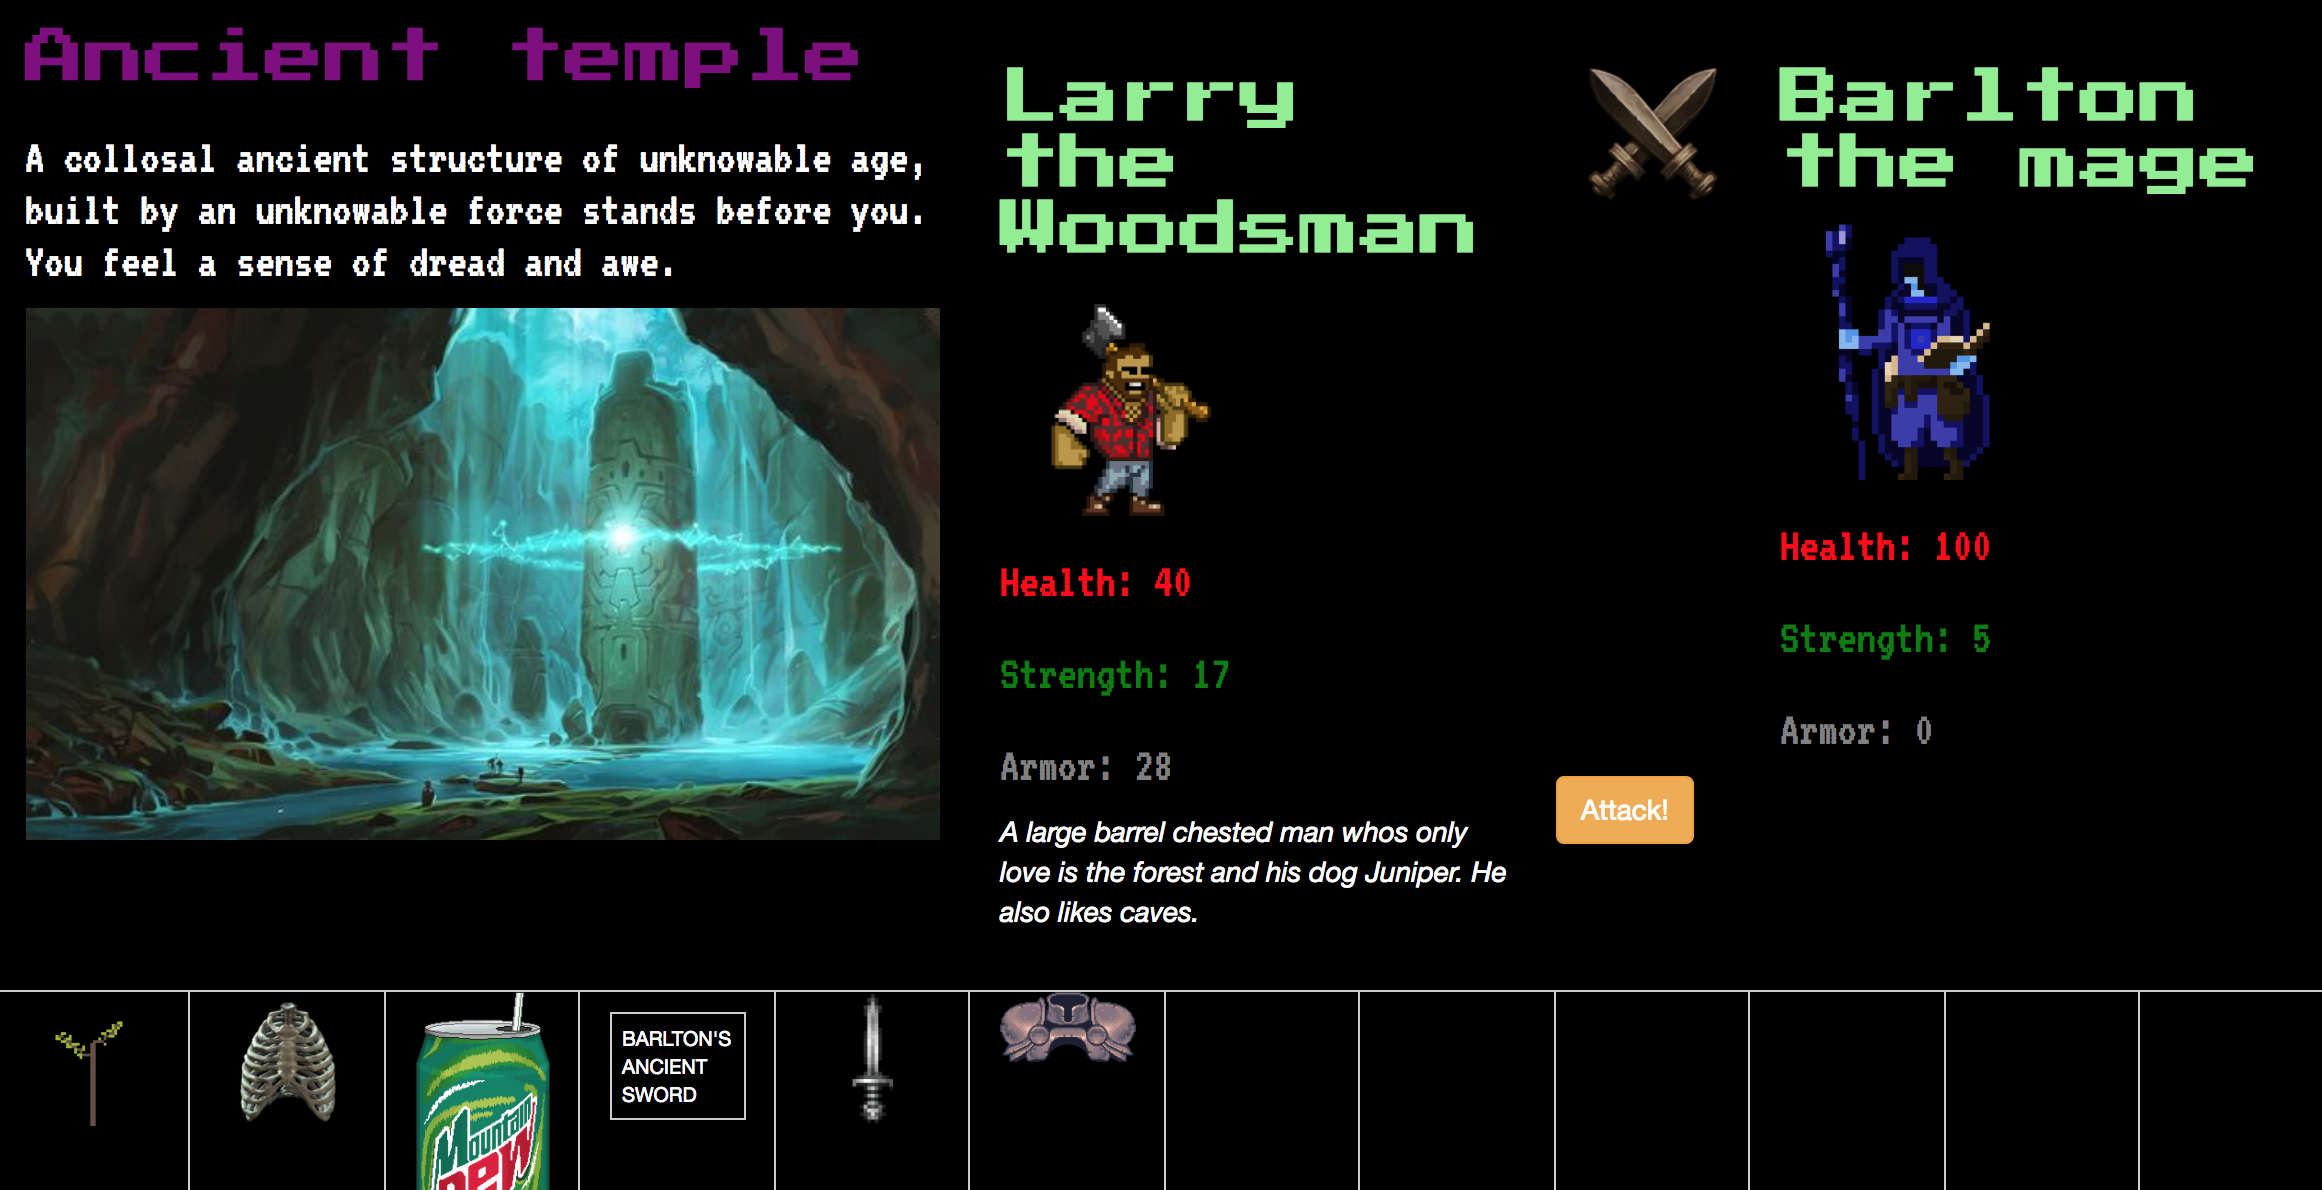 Ancient temple
A collosal ancient structure of unknowable age,
built by an unknowable force stands before you.
You feel a sense of dread and awe.
Larry
the
Woodsman
Health: 40
Strength: 17
Armor: 28
A large barrel chested man whos only
love is the forest and his dog Juniper. He
also likes caves.
Attack!
Barlton
the mage
Health: 100
Strength: 5
Armor: 0
Mountain
Dew
BARLTON'S
ANCIENT
SWORD